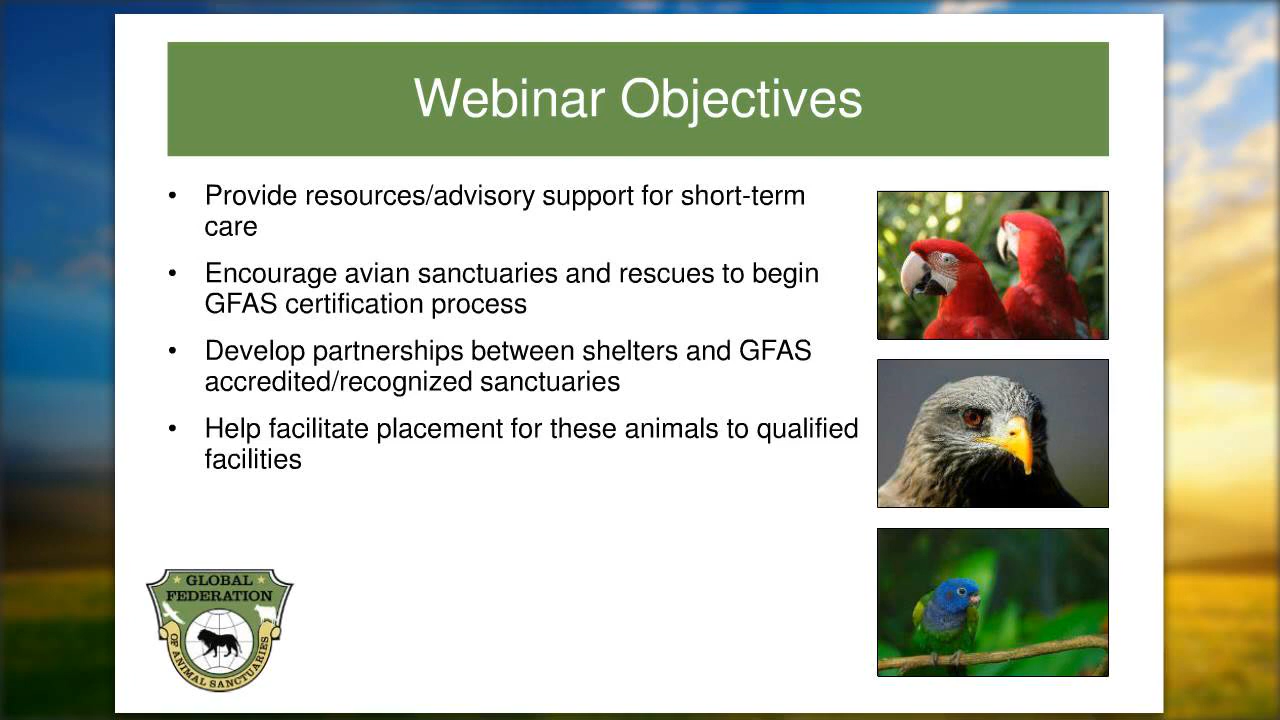 Webinar Objectives
• Provide resources/advisory support for short-term
care
• Encourage avian sanctuaries and rescues to begin
GFAS certification process
• Develop partnerships between shelters and GFAS
accredited/recognized sanctuaries
• Help facilitate placement for these animals to qualified
facilities
GLOBAL
FEDERATION
OF ANIMAL SANCTUARIES